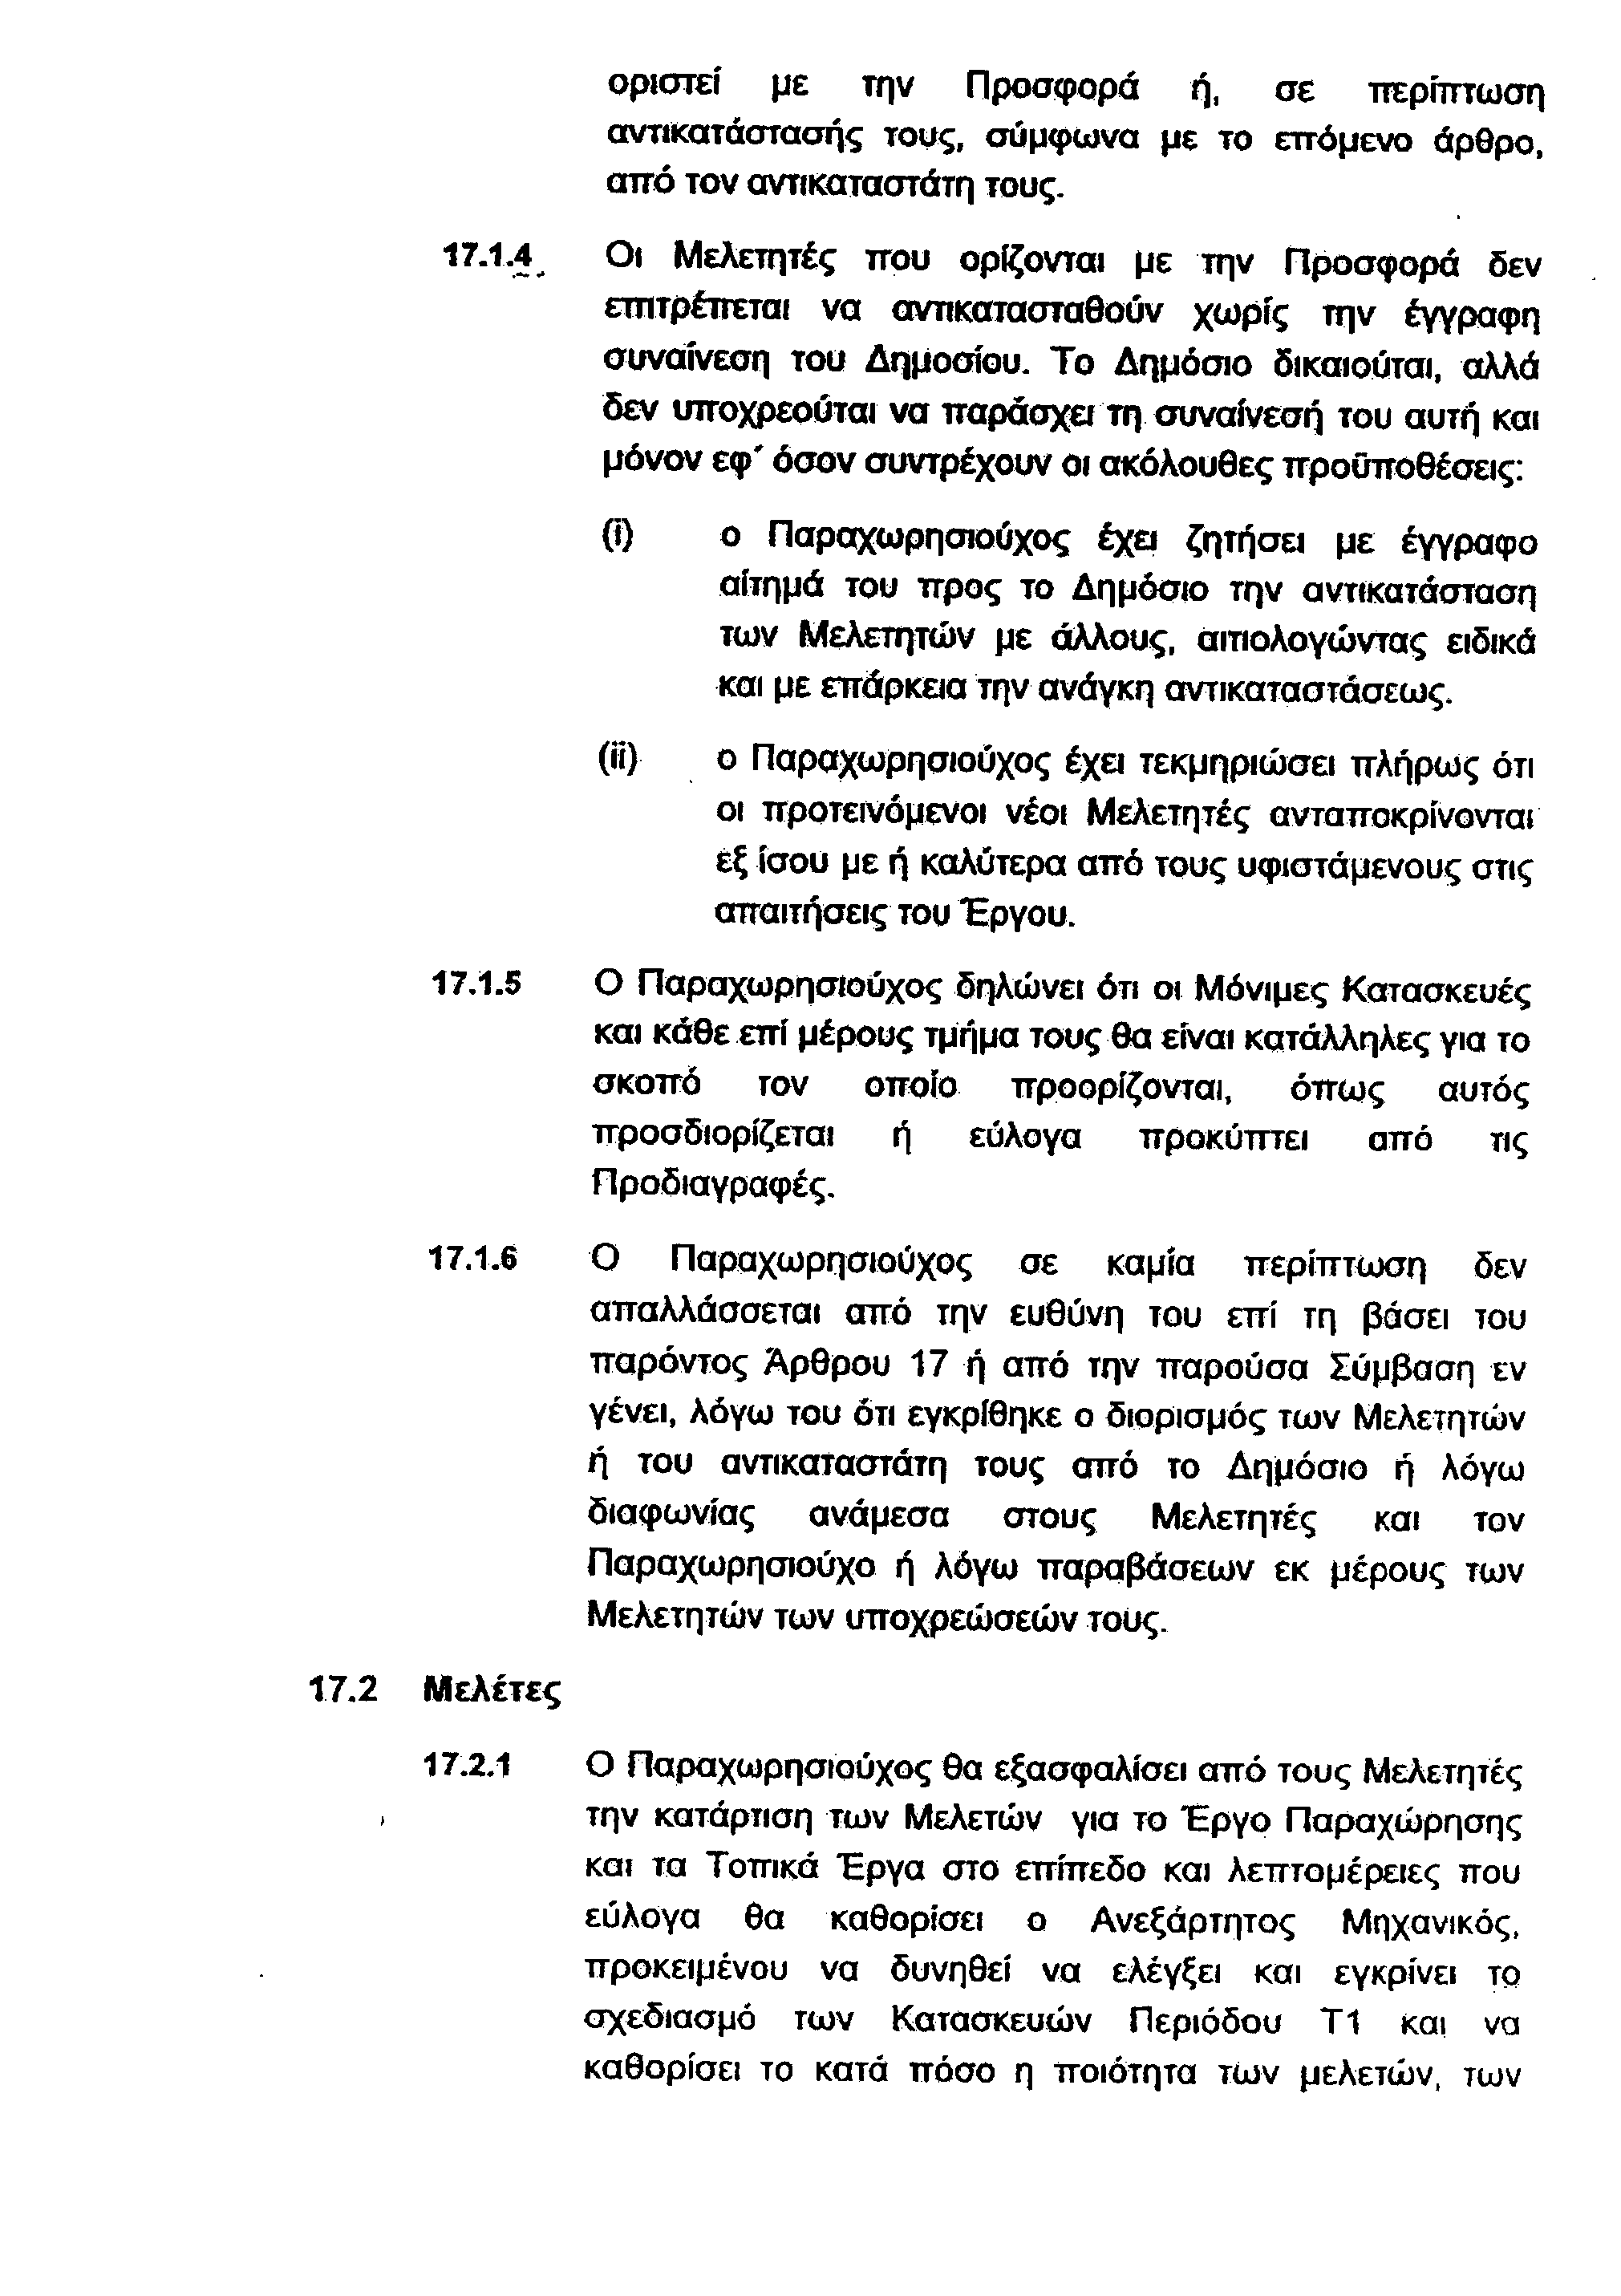 οριστεί με την Προσφορά ή, σε περίπτωση
αντικατάστασής τους, σύμφωνα με το επόμενο άρθρο,
από τον αντικαταστάτη τους.
17.1.4 Οι Μελετητές που ορίζονται με την Προσφορά δεν
επιτρέπεται να αντικατασταθούν χωρίς την έγγραφη
συναίνεση του Δημοσίου. Το Δημόσιο δικαιούται, αλλά
δεν υποχρεούται να παράσχει τη συναίνεσή του αυτή και
μόνον εφ΄ όσον συντρέχουν οι ακόλουθες προϋποθέσεις:
(i) ο Παραχωρησιούχος έχει ζητήσει με έγγραφο
αίτημά του προς το Δημόσιο την αντικατάσταση
των Μελετητών με άλλους, αιτιολογώντας ειδικά
και με επάρκεια την ανάγκη αντικαταστάσεως.
(ii) ο Παραχωρησιούχος έχει τεκμηριώσει πλήρως ότι
οι προτεινόμενοι νέοι Μελετητές ανταποκρίνονται
εξ ίσου με ή καλύτερα από τους υφιστάμενους στις
απαιτήσεις του Έργου.
17.1.5 Ο Παραχωρησιούχος δηλώνει ότι οι Μόνιμες Κατασκευές
και κάθε επί μέρους τμήμα τους θα είναι κατάλληλες για το
σκοπό τον οποίο προορίζονται, όπως αυτός
προσδιορίζεται ή εύλογα προκύπτει από τις
Προδιαγραφές.
17.1.6 Ο Παραχωρησιούχος σε καμία περίπτωση δεν
απαλλάσσεται από την ευθύνη του επί τη βάσει του
παρόντος Άρθρου 17 ή από την παρούσα Σύμβαση εν
γένει, λόγω του ότι εγκρίθηκε ο διορισμός των Μελετητών
ή του αντικαταστάτη τους από το Δημόσιο ή λόγω
διαφωνίας ανάμεσα στους Μελετητές και τον
Παραχωρησιούχο ή λόγω παραβάσεων εκ μέρους των
Μελετητών των υποχρεώσεών τους.
17.2 Μελέτες
17.2.1 Ο Παραχωρησιούχος θα εξασφαλίσει από τους Μελετητές
την κατάρτιση των Μελετών για το Έργο Παραχώρησης
και τα Τοπικά Έργα στο επίπεδο και λεπτομέρειες που
εύλογα θα καθορίσει ο Ανεξάρτητος Μηχανικός,
προκειμένου να δυνηθεί να ελέγξει και εγκρίνει το
σχεδιασμό των Κατασκευών Περιόδου Τ1 και να
καθορίσει το κατά πόσο η ποιότητα των μελετών, των